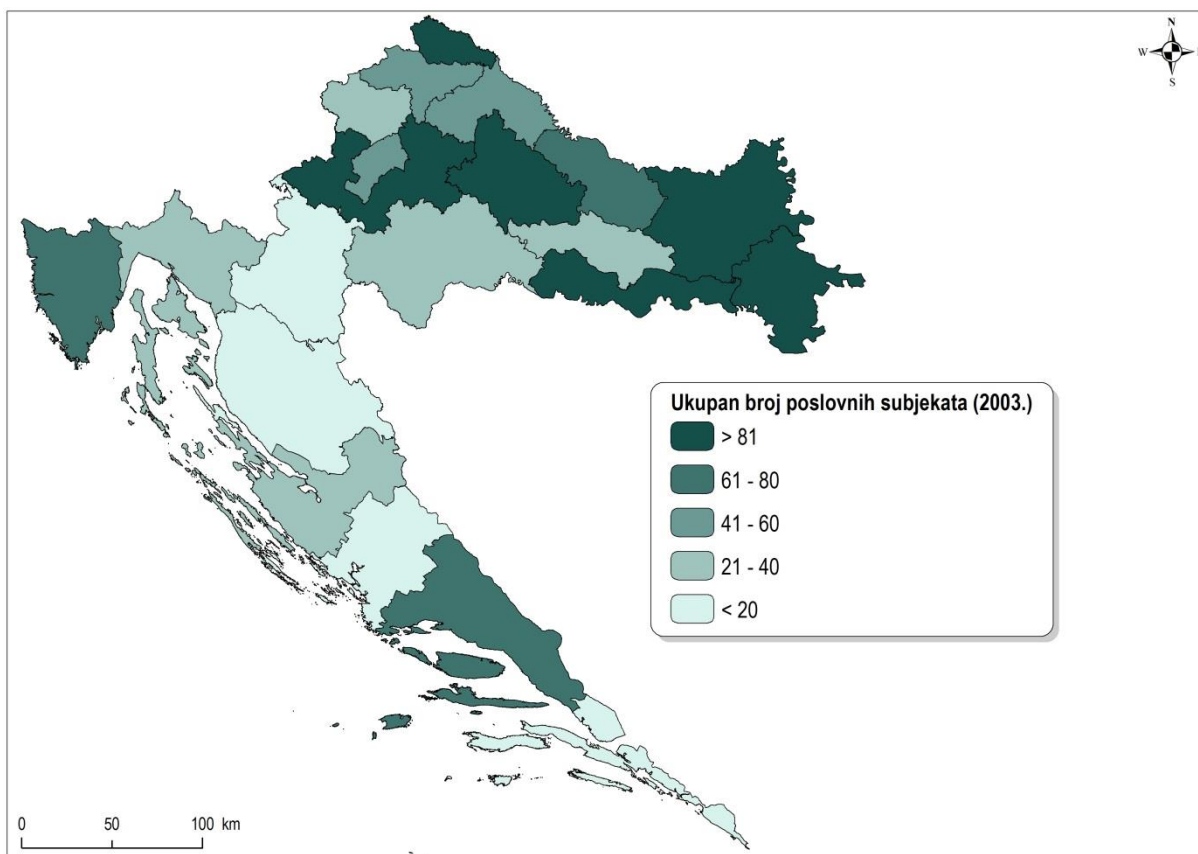 N
W
S
Ukupan broj poslovnih subjekata (2003.)
> 81
61 - 80
41 - 60
21 - 40
< 20
0 50 100 km